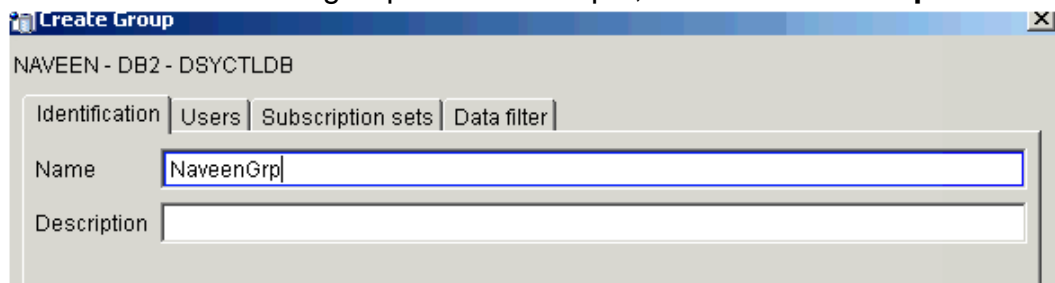 Create Group
NAVEEN - DB2 - DSYCTLDB
Identification Users Subscription sets Data filter
Name NaveenGrp
Description